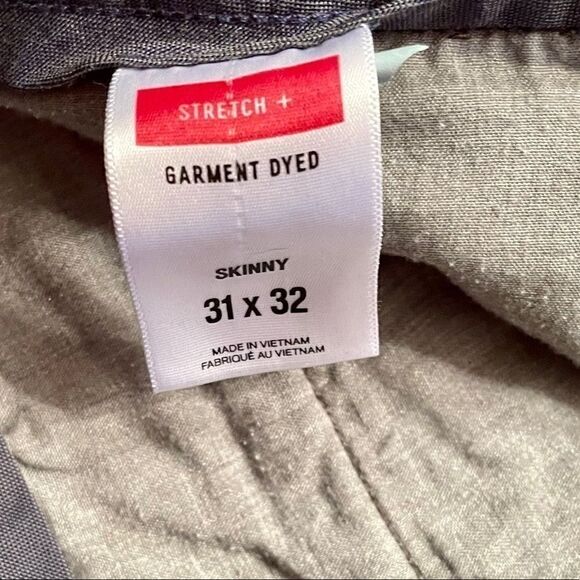 STRETCH +
GARMENT DYED
SKINNY
31 x 32
MADE IN VIETNAM
FABRIQUÉ AU VIETNAM